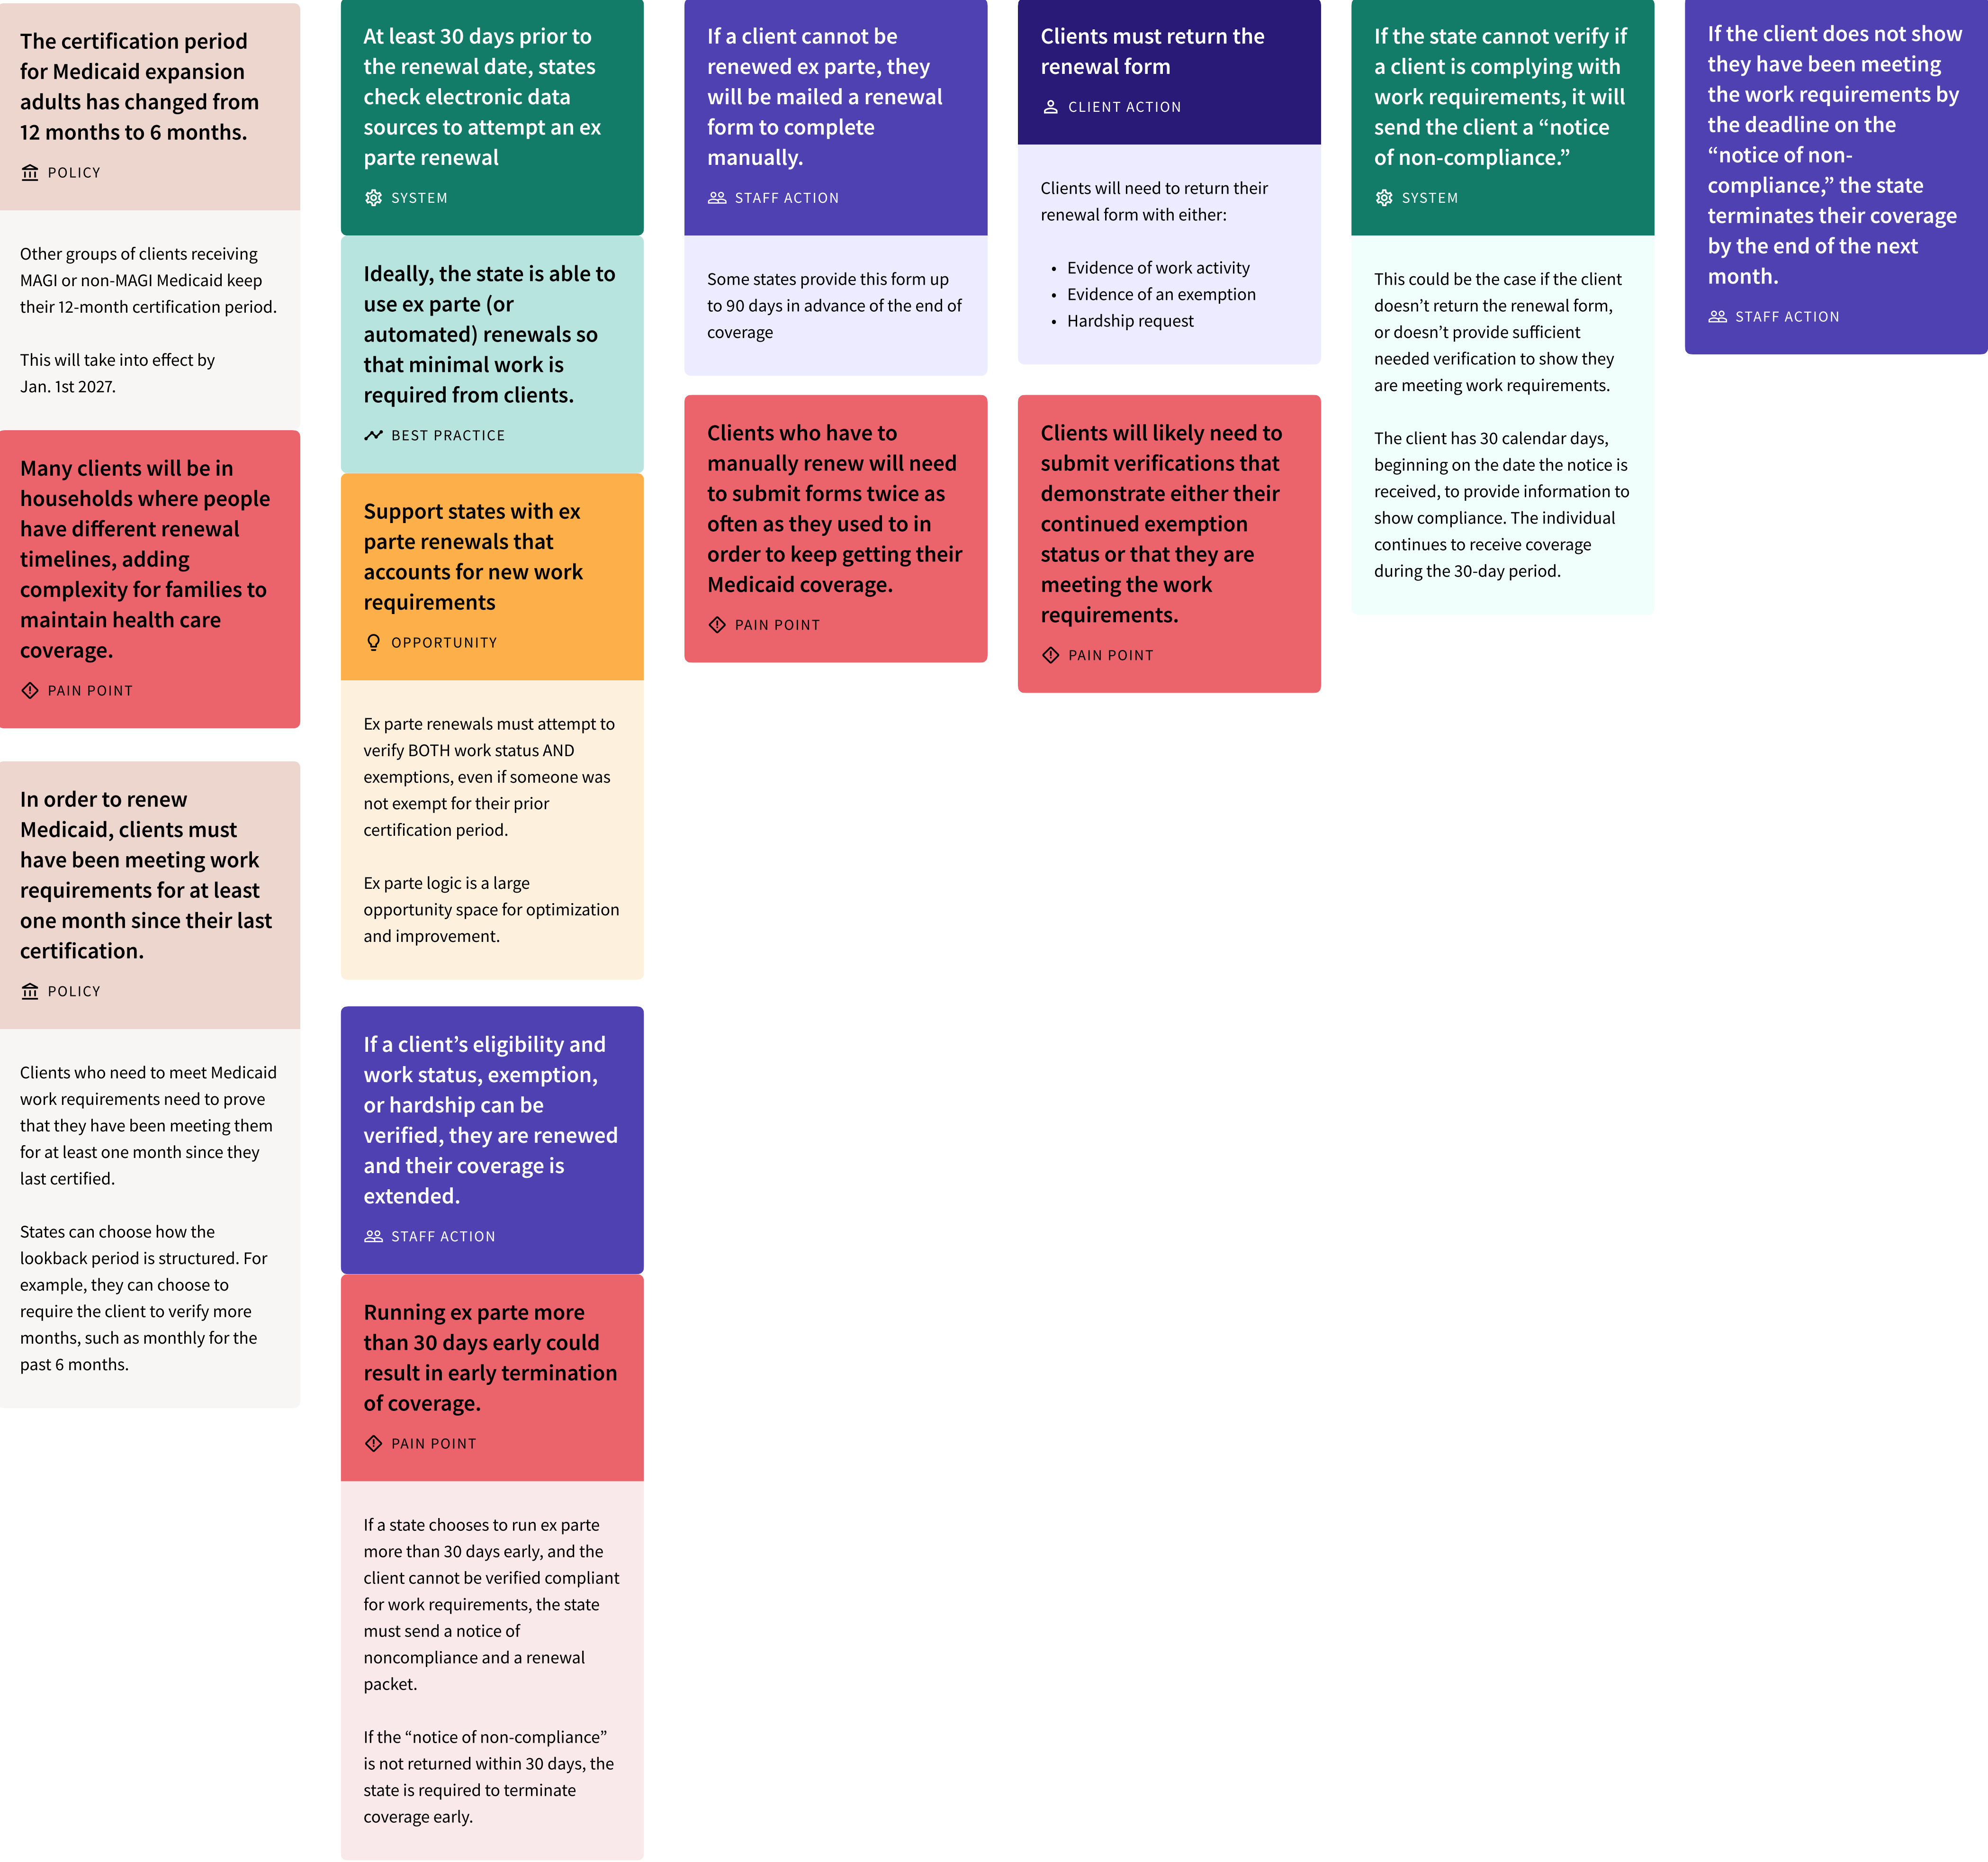 The certification period
for Medicaid expansion
adults has changed from
12 months to 6 months.
POLICY
Other groups of clients receiving
MAGI or non-MAGI Medicaid keep
their 12-month certification period.
This will take into effect by
Jan. 1st 2027.
Many clients will be in
households where people
have different renewal
timelines, adding
complexity for families to
maintain health care
coverage.
PAIN POINT
In order to renew
Medicaid, clients must
have been meeting work
requirements for at least
one month since their last
certification.
POLICY
Clients who need to meet Medicaid
work requirements need to prove
that they have been meeting them
for at least one month since they
last certified.
States can choose how the
lookback period is structured. For
example, they can choose to
require the client to verify more
months, such as monthly for the
past 6 months.
At least 30 days prior to
the renewal date, states
check electronic data
sources to attempt an ex
parte renewal
SYSTEM
Ideally, the state is able to
use ex parte (or
automated) renewals so
that minimal work is
required from clients.
BEST PRACTICE
Support states with ex
parte renewals that
accounts for new work
requirements
OPPORTUNITY
Ex parte renewals must attempt to
verify BOTH work status AND
exemptions, even if someone was
not exempt for their prior
certification period.
Ex parte logic is a large
opportunity space for optimization
and improvement.
If a client’s eligibility and
work status, exemption,
or hardship can be
verified, they are renewed
and their coverage is
extended.
STAFF ACTION
Running ex parte more
than 30 days early could
result in early termination
of coverage.
PAIN POINT
If a state chooses to run ex parte
more than 30 days early, and the
client cannot be verified compliant
for work requirements, the state
must send a notice of
noncompliance and a renewal
packet.
If the “notice of non-compliance”
is not returned within 30 days, the
state is required to terminate
coverage early.
If a client cannot be
renewed ex parte, they
will be mailed a renewal
form to complete
manually.
STAFF ACTION
Some states provide this form up
to 90 days in advance of the end of
coverage
Clients who have to
manually renew will need
to submit forms twice as
often as they used to in
order to keep getting their
Medicaid coverage.
PAIN POINT
Clients must return the
renewal form
CLIENT ACTION
Clients will need to return their
renewal form with either:
• Evidence of work activity
• Evidence of an exemption
• Hardship request
Clients will likely need to
submit verifications that
demonstrate either their
continued exemption
status or that they are
meeting the work
requirements.
PAIN POINT
If the state cannot verify if
a client is complying with
work requirements, it will
send the client a “notice
of non-compliance.”
SYSTEM
This could be the case if the client
doesn’t return the renewal form,
or doesn’t provide sufficient
needed verification to show they
are meeting work requirements.
The client has 30 calendar days,
beginning on the date the notice is
received, to provide information to
show compliance. The individual
continues to receive coverage
during the 30-day period.
If the client does not show
they have been meeting
the work requirements by
the deadline on the
“notice of non-
compliance,” the state
terminates their coverage
by the end of the next
month.
STAFF ACTION